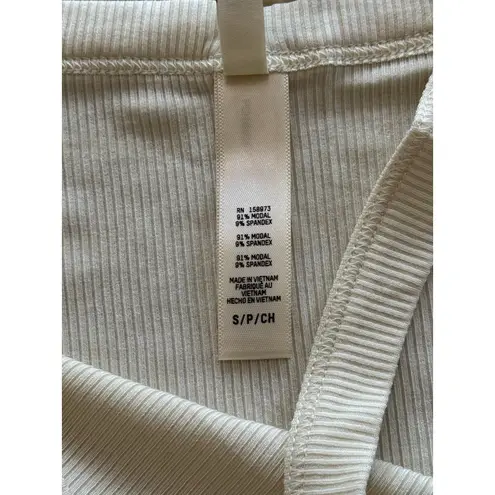 RN 158973
91% MODAL
9% SPANDEX
91% MODAL
9% SPANDEX
91% MODAL
9% SPANDEX
MADE IN VIETNAM
FABRIQUÉ AU
VIETNAM
HECHO EN VIETNAM
S/P/CH